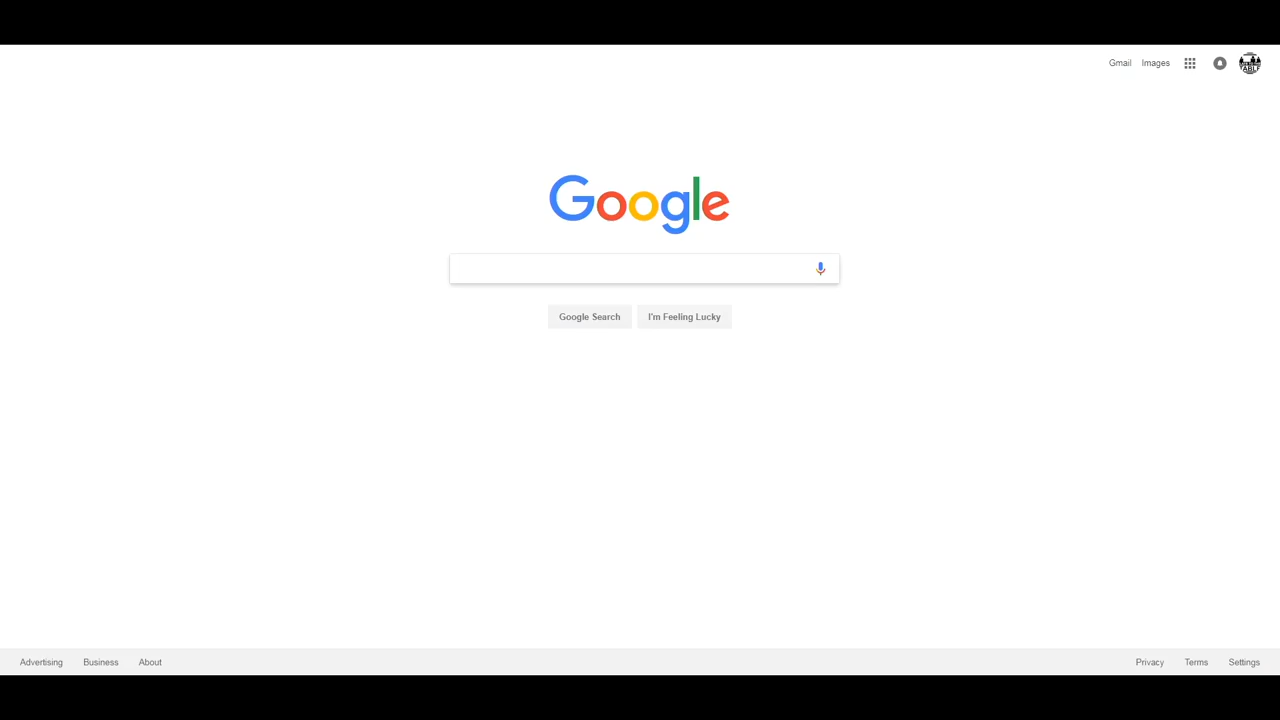 Gmail Images
Google
Google Search I'm Feeling Lucky
Advertising Business About Privacy Terms Settings